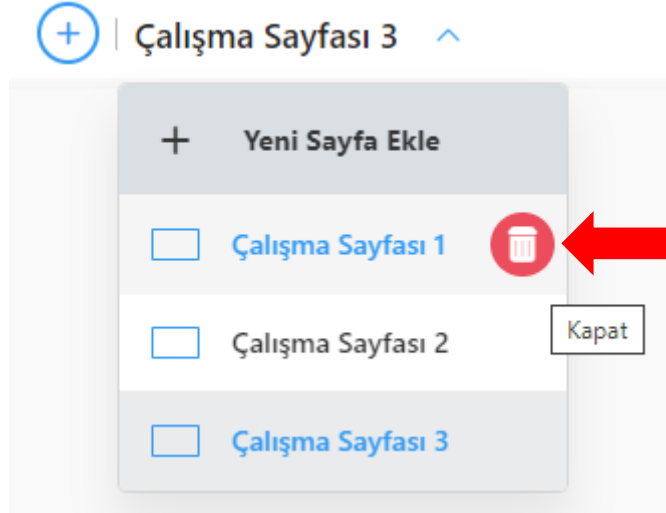 Çalışma Sayfası 3
Yeni Sayfa Ekle
Çalışma Sayfası 1
Kapat
Çalışma Sayfası 2
Çalışma Sayfası 3